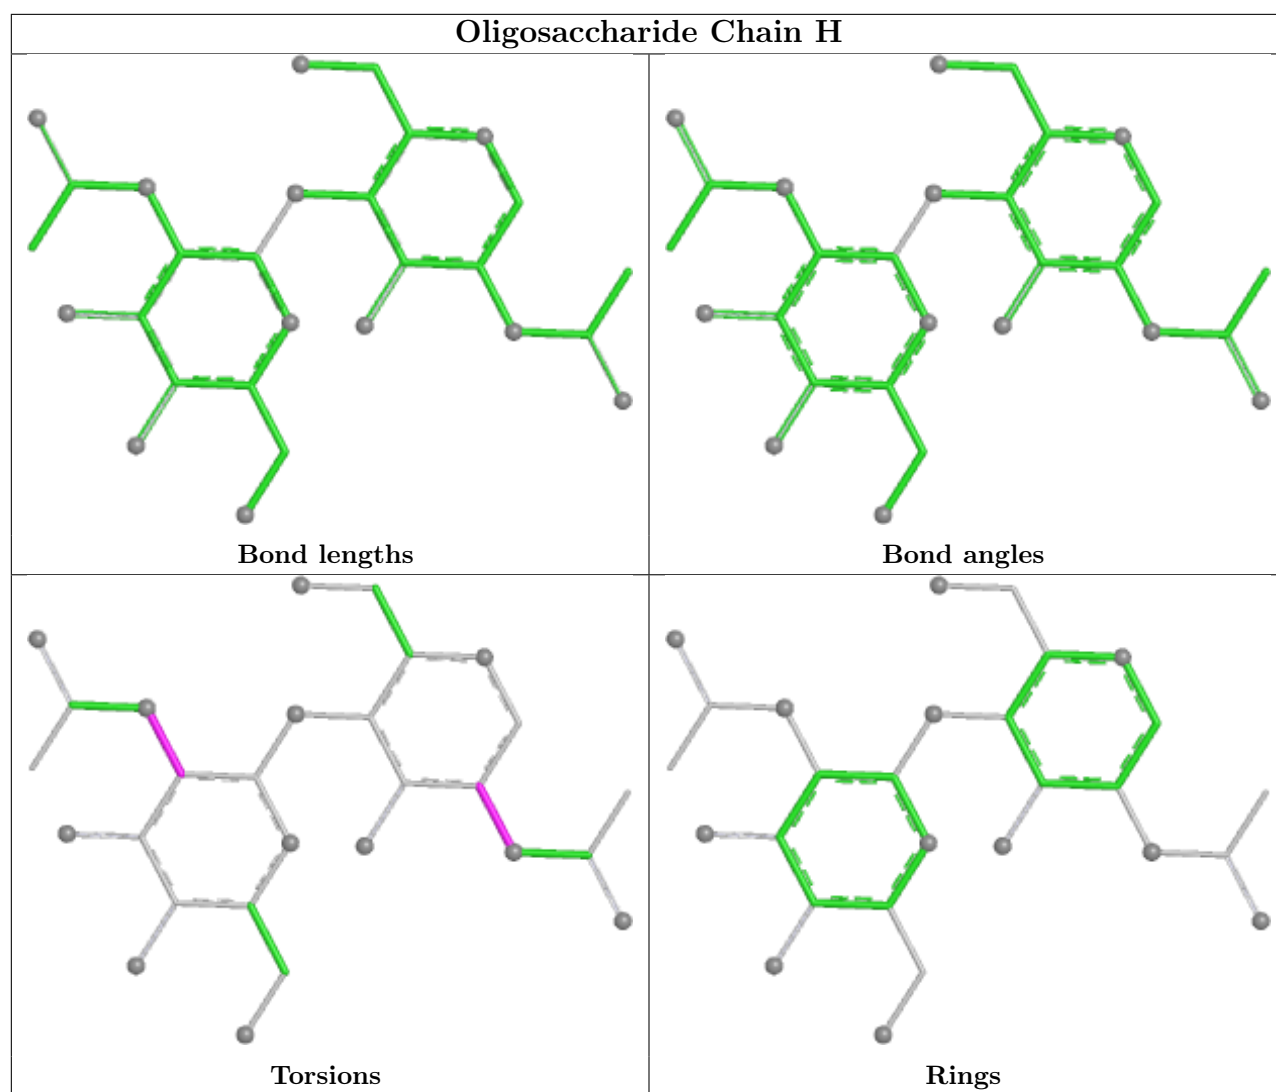 Oligosaccharide Chain H
Bond lengths
Bond angles
Torsions
Rings